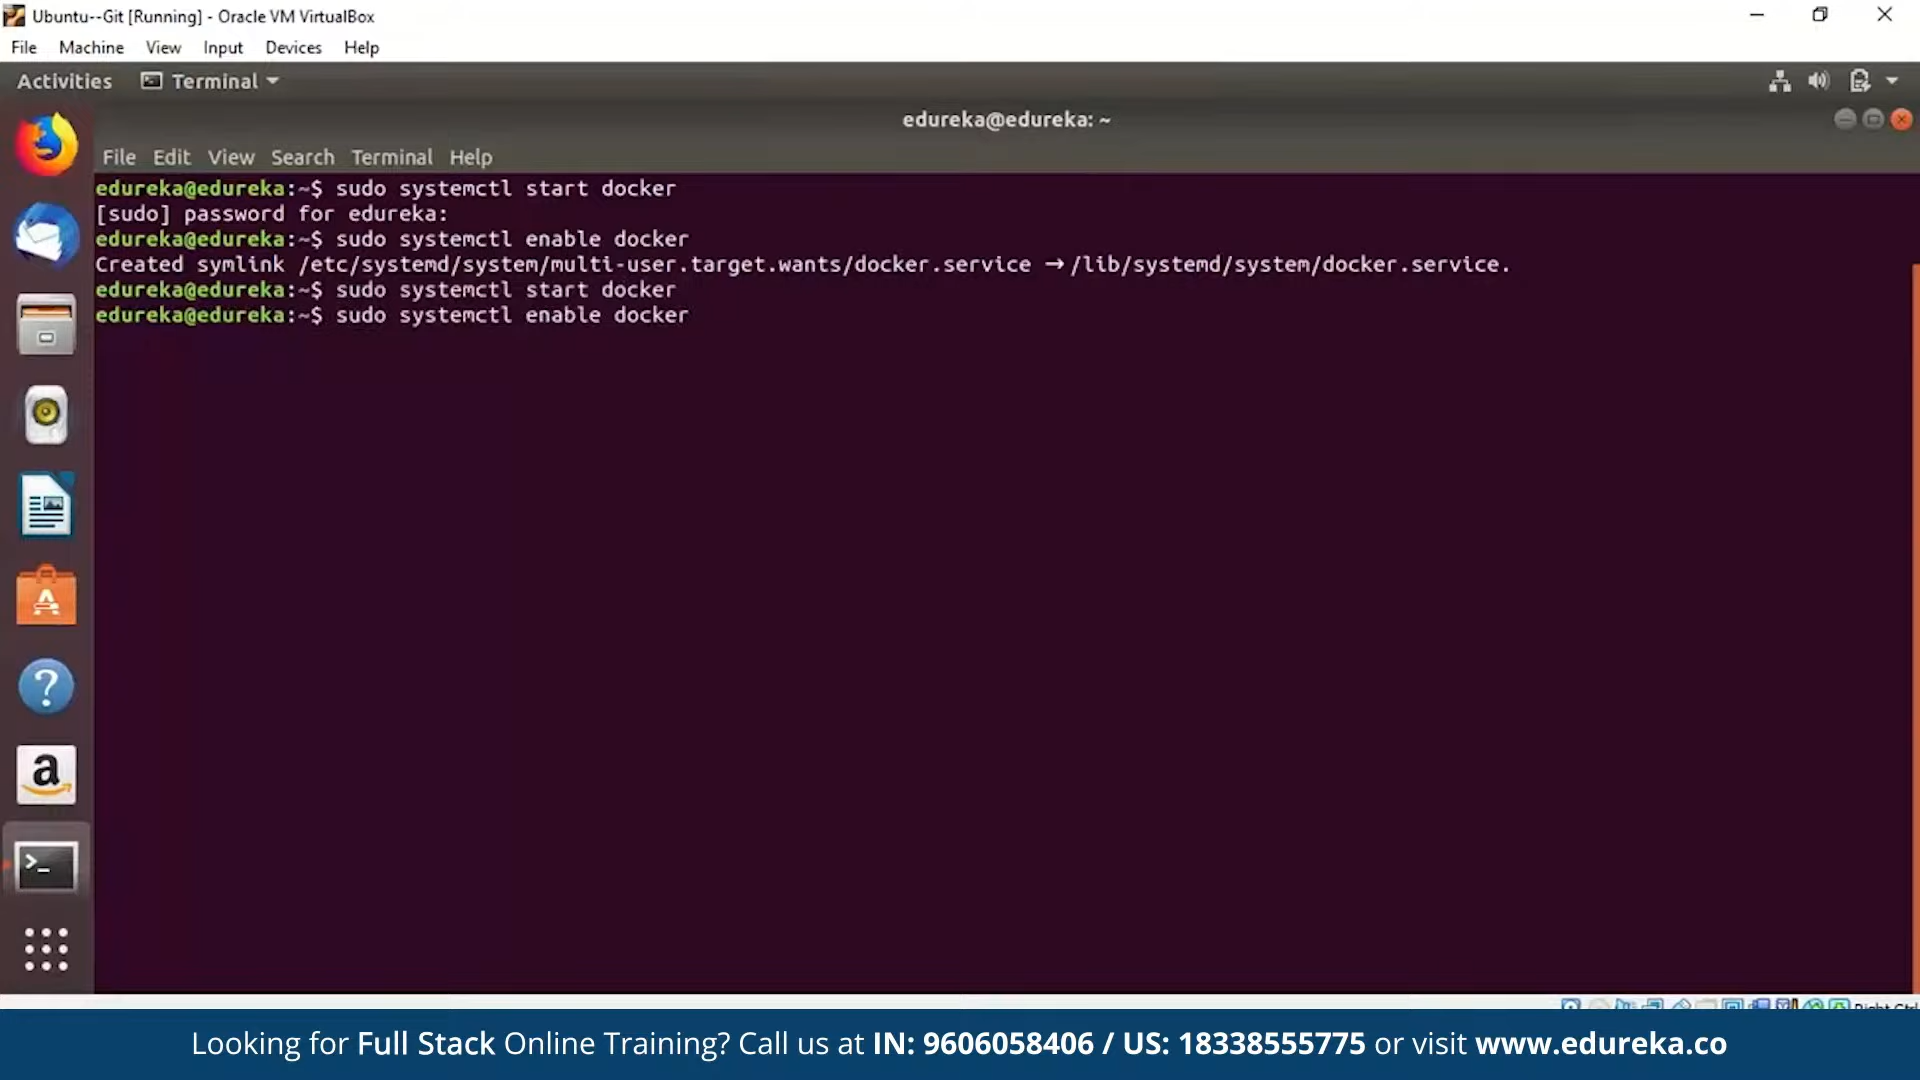 Ubuntu--Git [Running] - Oracle VM VirtualBox
File Machine View Input Devices Help
Activities Terminal
edureka@edureka: ~
File Edit View Search Terminal Help
edureka@edureka:~$ sudo systemctl start docker
[sudo] password for edureka:
edureka@edureka:~$ sudo systemctl enable docker
Created symlink /etc/systemd/system/multi-user.target.wants/docker.service → /lib/systemd/system/docker.service.
edureka@edureka:~$ sudo systemctl start docker
edureka@edureka:~$ sudo systemctl enable docker
Right Ctrl
Looking for Full Stack Online Training? Call us at IN: 9606058406 / US: 18338555775 or visit www.edureka.co